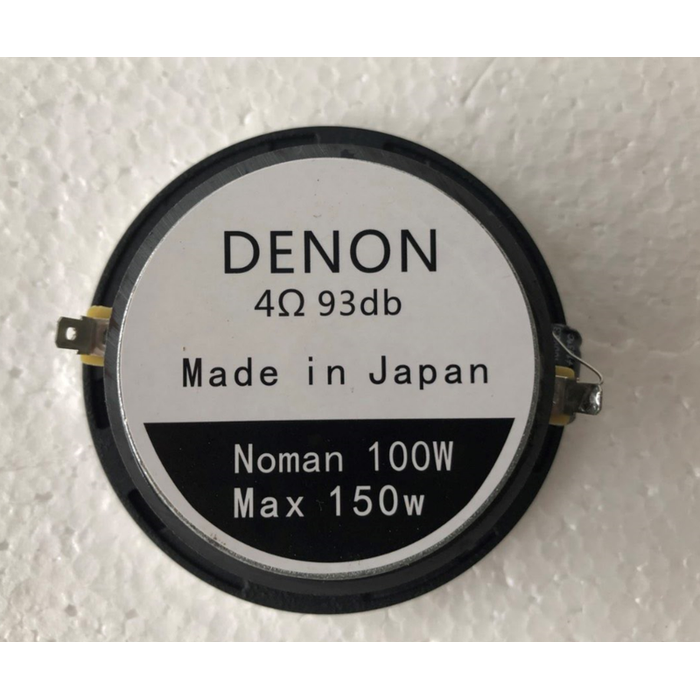 DENON
4Ω 93db
Made in Japan
Noman 100W
Max 150w